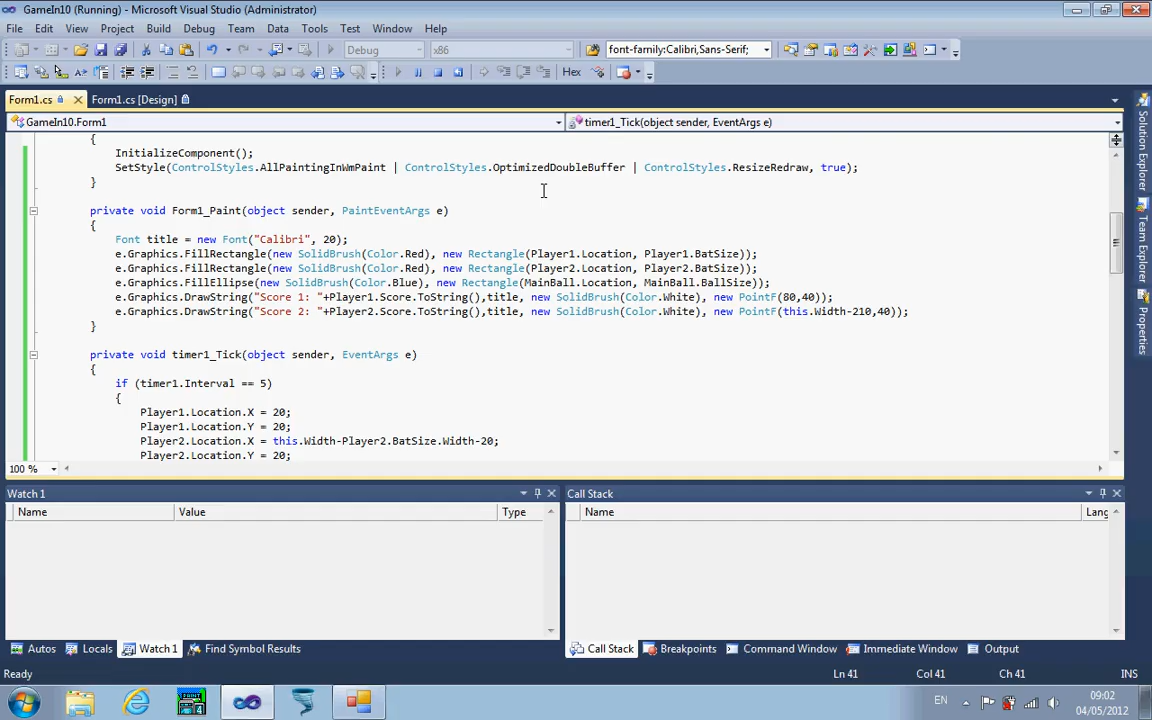 GameIn10 (Running) - Microsoft Visual Studio (Administrator)
File Edit View Project Build Debug Team Data Tools Test Window Help
Debug x86 font-family:Calibri,Sans-Serif;
Hex
Form1.cs Form1.cs [Design]
GameIn10.Form1 timer1_Tick(object sender, EventArgs e)
{
InitializeComponent();
SetStyle(ControlStyles.AllPaintingInWmPaint | ControlStyles.OptimizedDoubleBuffer | ControlStyles.ResizeRedraw, true);
}
private void Form1_Paint(object sender, PaintEventArgs e)
{
Font title = new Font("Calibri", 20);
e.Graphics.FillRectangle(new SolidBrush(Color.Red), new Rectangle(Player1.Location, Player1.BatSize));
e.Graphics.FillRectangle(new SolidBrush(Color.Red), new Rectangle(Player2.Location, Player2.BatSize));
e.Graphics.FillEllipse(new SolidBrush(Color.Blue), new Rectangle(MainBall.Location, MainBall.BallSize));
e.Graphics.DrawString("Score 1: "+Player1.Score.ToString(),title, new SolidBrush(Color.White), new PointF(80,40));
e.Graphics.DrawString("Score 2: "+Player2.Score.ToString(),title, new SolidBrush(Color.White), new PointF(this.Width-210,40));
}
private void timer1_Tick(object sender, EventArgs e)
{
if (timer1.Interval == 5)
{
Player1.Location.X = 20;
Player1.Location.Y = 20;
Player2.Location.X = this.Width-Player2.BatSize.Width-20;
Player2.Location.Y = 20;
100 %
Solution Explorer
Team Explorer
Properties
Watch 1
Name Value Type
Call Stack
Name Lang
Autos Locals Watch 1 Find Symbol Results
Call Stack Breakpoints Command Window Immediate Window Output
Ready Ln 41 Col 41 Ch 41 INS
EN
09:02
04/05/2012